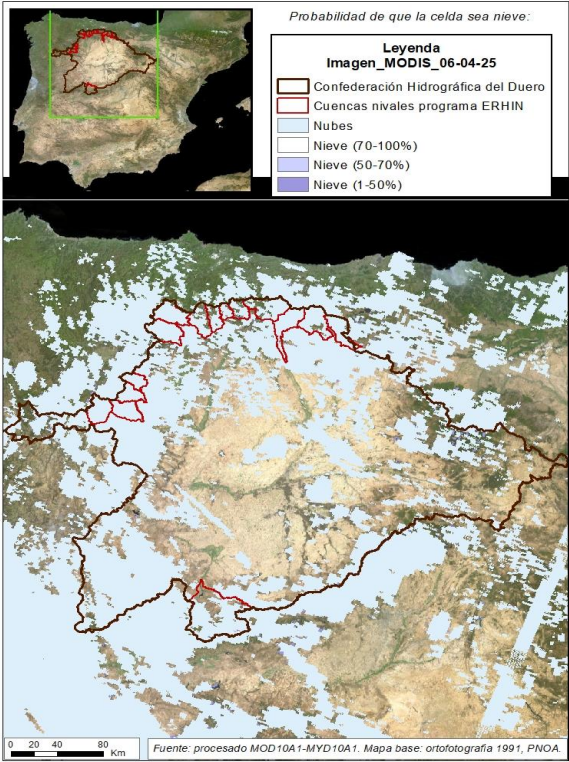 Probabilidad de que la celda sea nieve:
Leyenda
Imagen_MODIS_06-04-25
Confederación Hidrográfica del Duero
Cuencas nivales programa ERHIN
Nubes
Nieve (70-100%)
Nieve (50-70%)
Nieve (1-50%)
0 20 40 80
Km
Fuente: procesado MOD10A1-MYD10A1. Mapa base: ortofotografia 1991, PNOA.